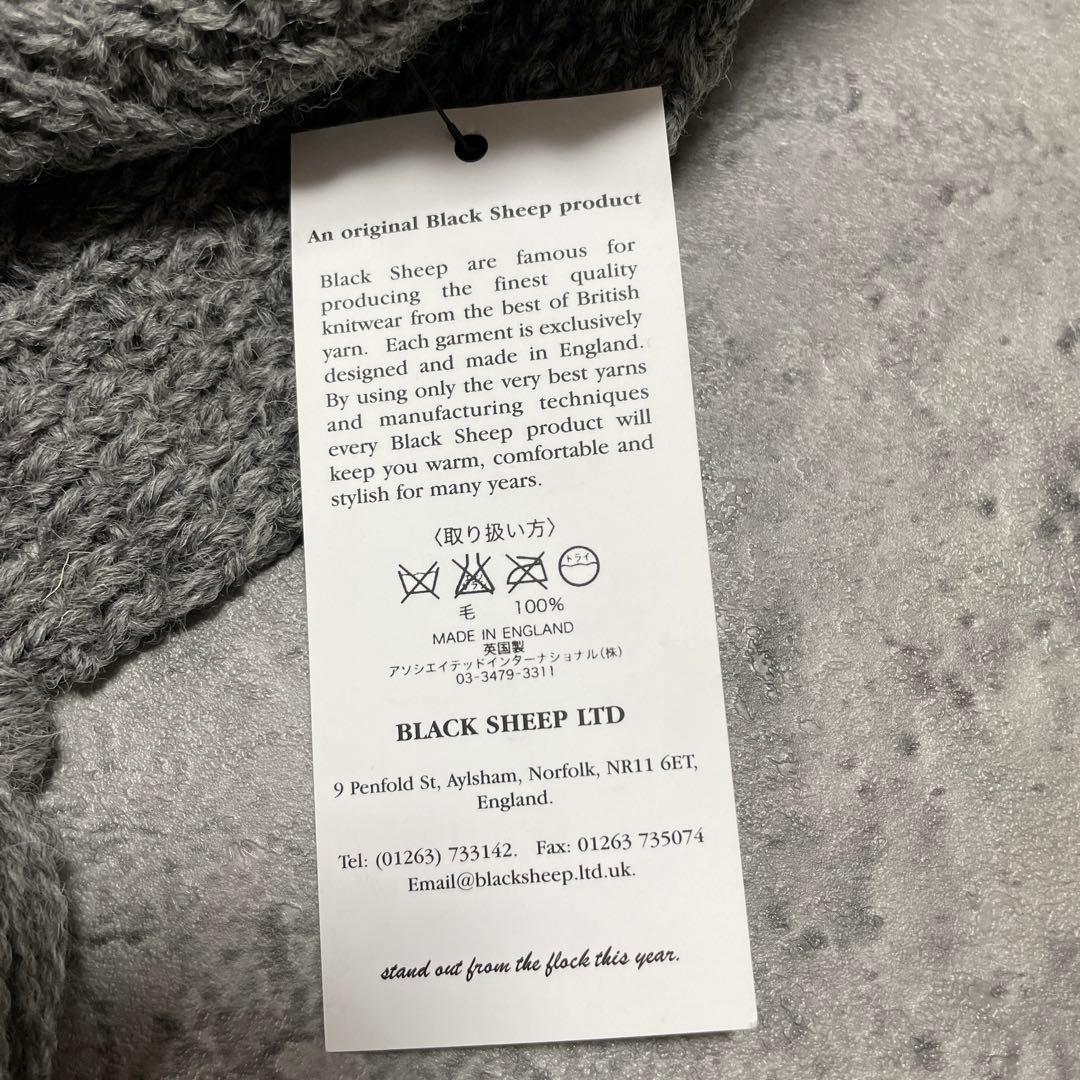 An original Black Sheep product
Black Sheep are famous for
producing the finest quality
knitwear from the best of British
yarn. Each garment is exclusively
designed and made in England.
By using only the very best yarns
and manufacturing techniques
every Black Sheep product will
keep you warm, comfortable and
stylish for many years.
〈取り扱い方〉
ドライ
毛 100%
MADE IN ENGLAND
英国製
アソシエイテッドインターナショナル(株)
03-3479-3311
BLACK SHEEP LTD
9 Penfold St, Aylsham, Norfolk, NR11 6ET,
England.
Tel: (01263) 733142. Fax: 01263 735074
Email@blacksheep.ltd.uk.
stand out from the flock this year.